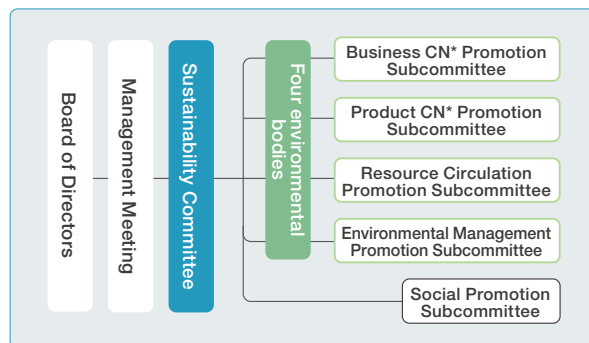 Board of Directors
Management Meeting
Sustainability Committee
Four environmental
bodies
Business CN* Promotion
Subcommittee
Product CN* Promotion
Subcommittee
Resource Circulation
Promotion Subcommittee
Environmental Management
Promotion Subcommittee
Social Promotion
Subcommittee